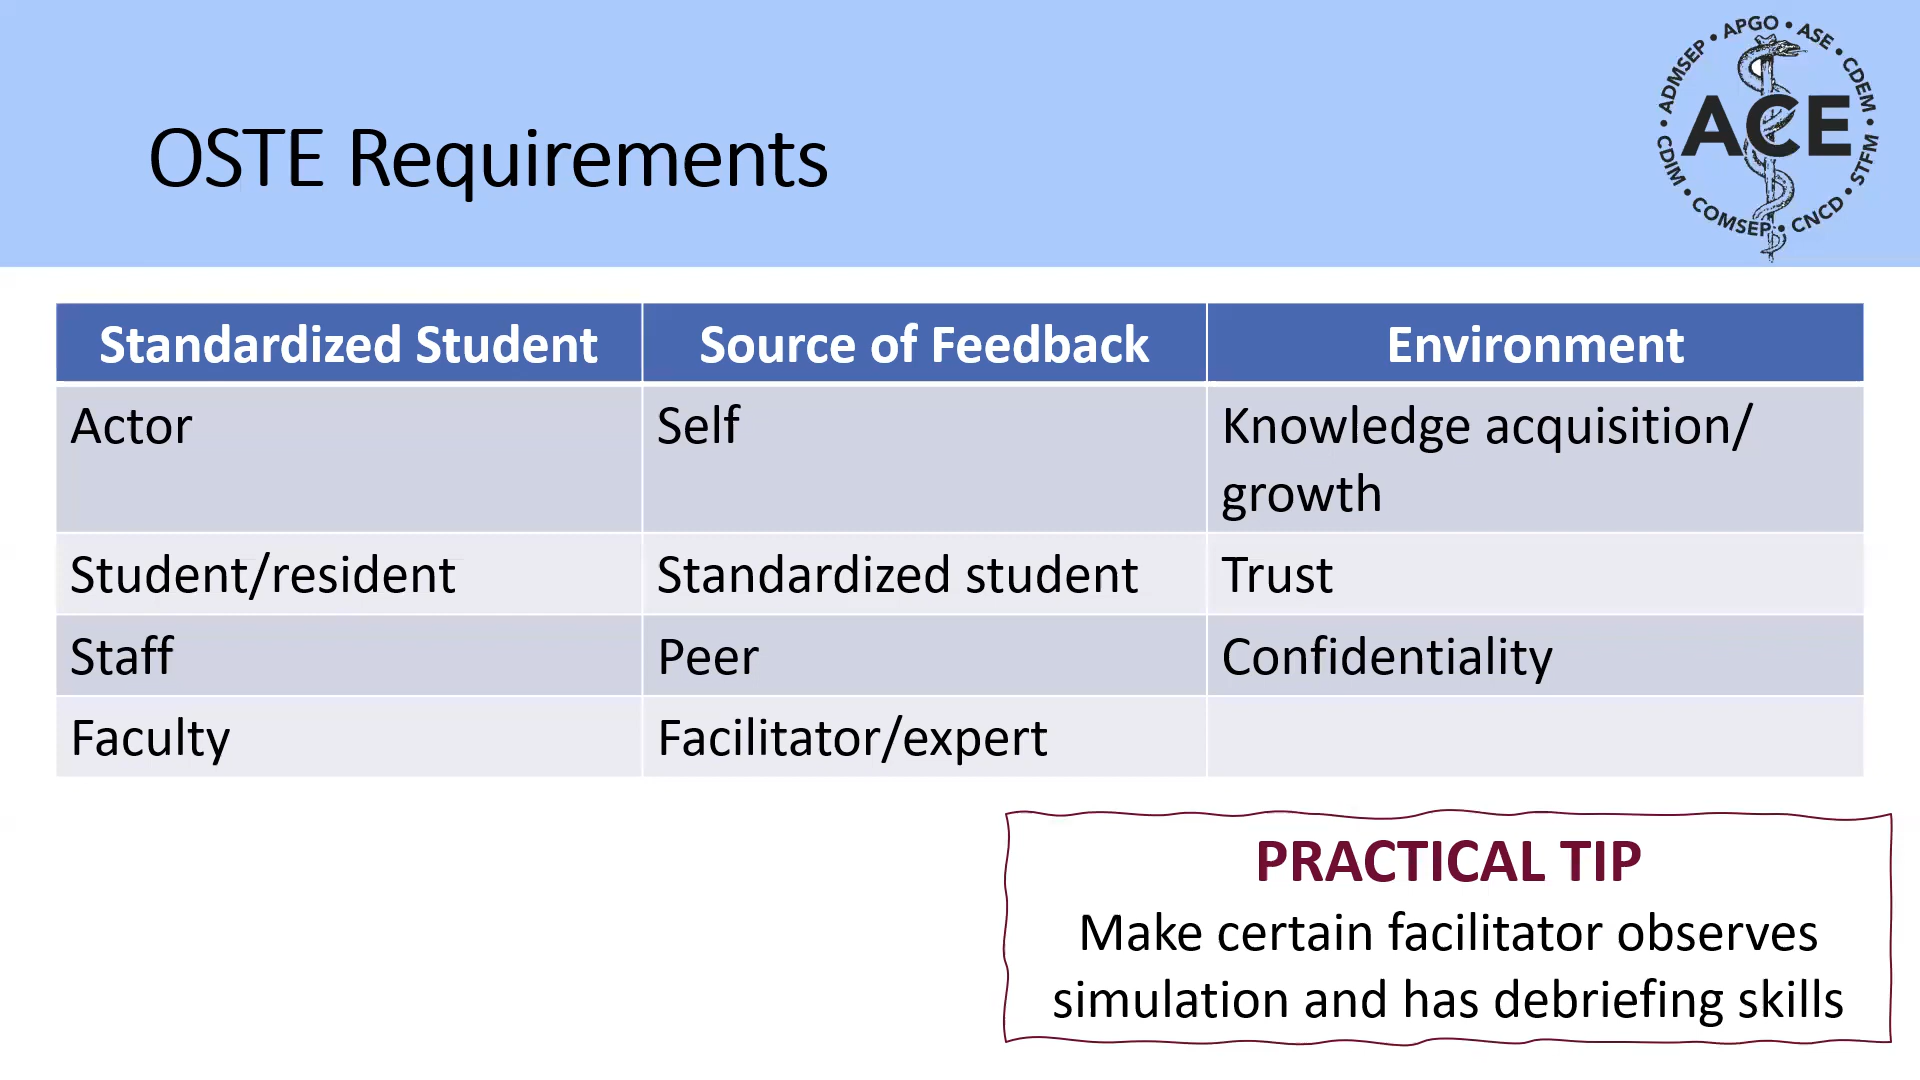 OSTE Requirements
ADMSEP • APGO • ASE • CDEM • STFM • CNCD • COMSEP • CDIM •
ACE
Standardized Student Source of Feedback Environment
Actor Self Knowledge acquisition/
growth
Student/resident Standardized student Trust
Staff Peer Confidentiality
Faculty Facilitator/expert
PRACTICAL TIP
Make certain facilitator observes
simulation and has debriefing skills